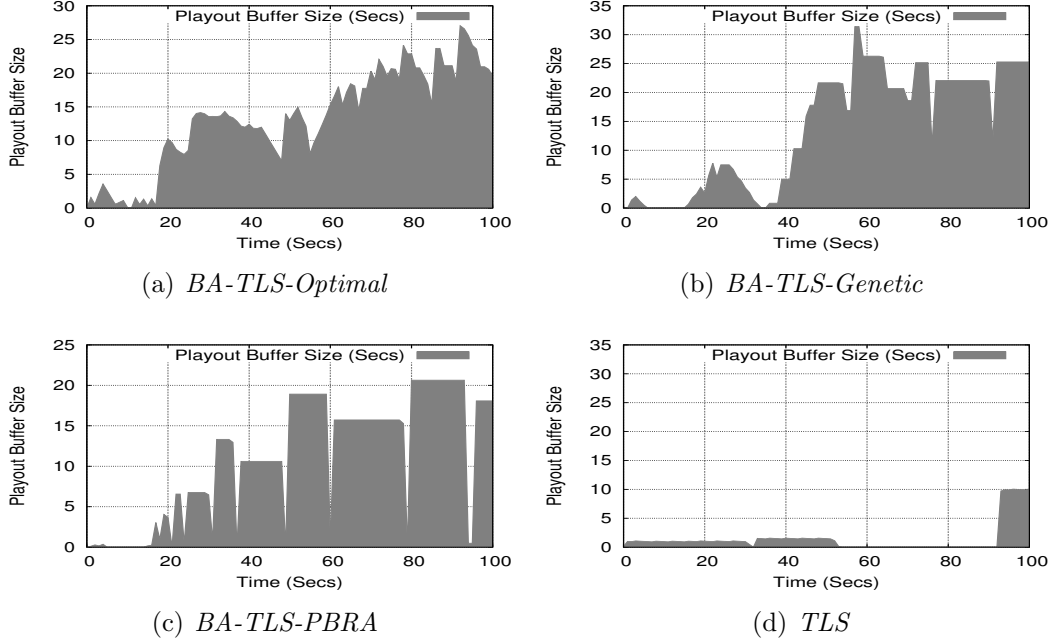 Playout Buffer Size (Secs)
Playout Buffer Size
30
25
20
15
10
5
0
0 20 40 60 80 100
Time (Secs)
(a) BA-TLS-Optimal
Playout Buffer Size (Secs)
Playout Buffer Size
35
30
25
20
15
10
5
0
0 20 40 60 80 100
Time (Secs)
(b) BA-TLS-Genetic
Playout Buffer Size (Secs)
Playout Buffer Size
25
20
15
10
5
0
0 20 40 60 80 100
Time (Secs)
(c) BA-TLS-PBRA
Playout Buffer Size (Secs)
Playout Buffer Size
35
30
25
20
15
10
5
0
0 20 40 60 80 100
Time (Secs)
(d) TLS